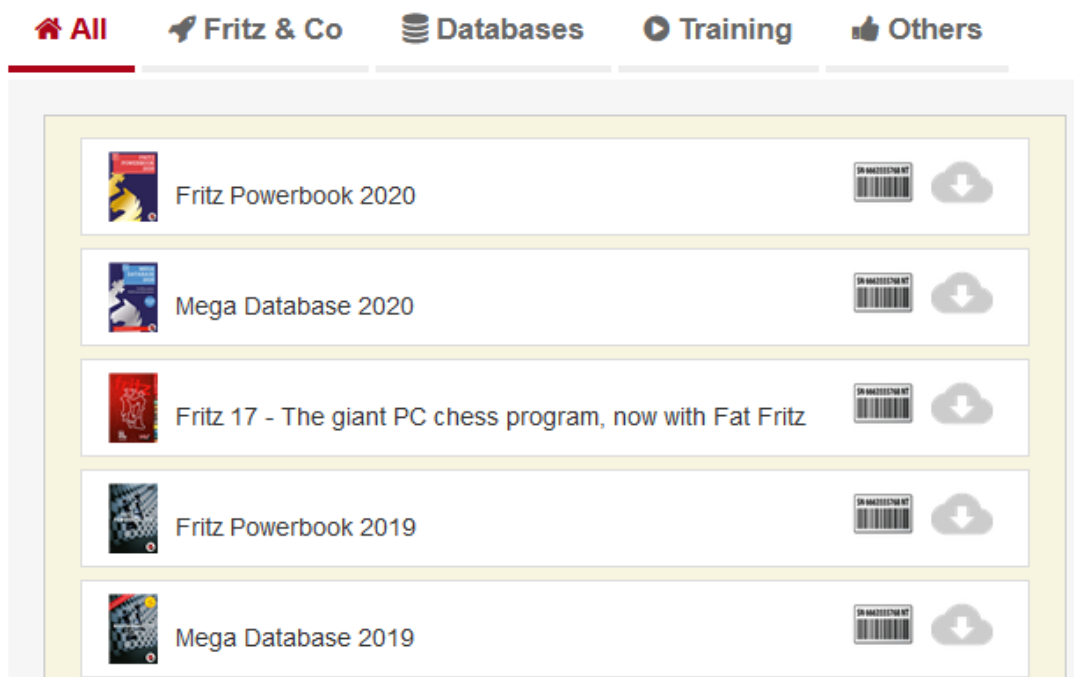 All
Fritz & Co
Databases
Training
Others
Fritz Powerbook 2020
Mega Database 2020
Fritz 17 - The giant PC chess program, now with Fat Fritz
Fritz Powerbook 2019
Mega Database 2019